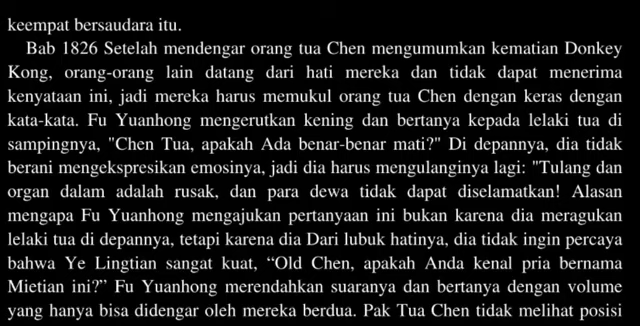 keempat bersaudara itu.
Bab 1826 Setelah mendengar orang tua Chen mengumumkan kematian Donkey
Kong, orang-orang lain datang dari hati mereka dan tidak dapat menerima
kenyataan ini, jadi mereka harus memukul orang tua Chen dengan keras dengan
kata-kata. Fu Yuanhong mengerutkan kening dan bertanya kepada lelaki tua di
sampingnya, "Chen Tua, apakah Ada benar-benar mati?" Di depannya, dia tidak
berani mengekspresikan emosinya, jadi dia harus mengulanginya lagi: "Tulang dan
organ dalam adalah rusak, dan para dewa tidak dapat diselamatkan! Alasan
mengapa Fu Yuanhong mengajukan pertanyaan ini bukan karena dia meragukan
lelaki tua di depannya, tetapi karena dia Dari lubuk hatinya, dia tidak ingin percaya
bahwa Ye Lingtian sangat kuat, “Old Chen, apakah Anda kenal pria bernama
Mietian ini?” Fu Yuanhong merendahkan suaranya dan bertanya dengan volume
yang hanya bisa didengar oleh mereka berdua. Pak Tua Chen tidak melihat posisi